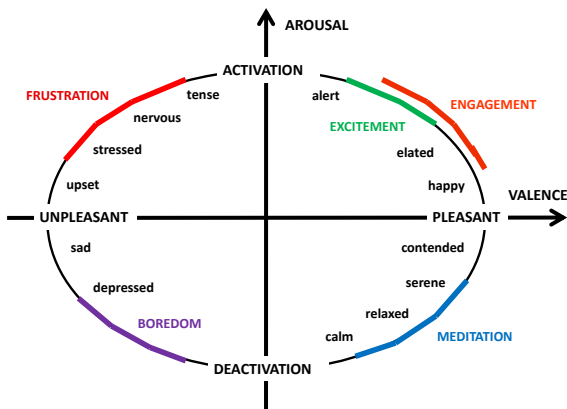 AROUSAL
ACTIVATION
FRUSTRATION
tense
alert
ENGAGEMENT
nervous
EXCITEMENT
stressed
elated
upset
happy
VALENCE
UNPLEASANT
PLEASANT
sad
contended
depressed
serene
relaxed
BOREDOM
calm
MEDITATION
DEACTIVATION